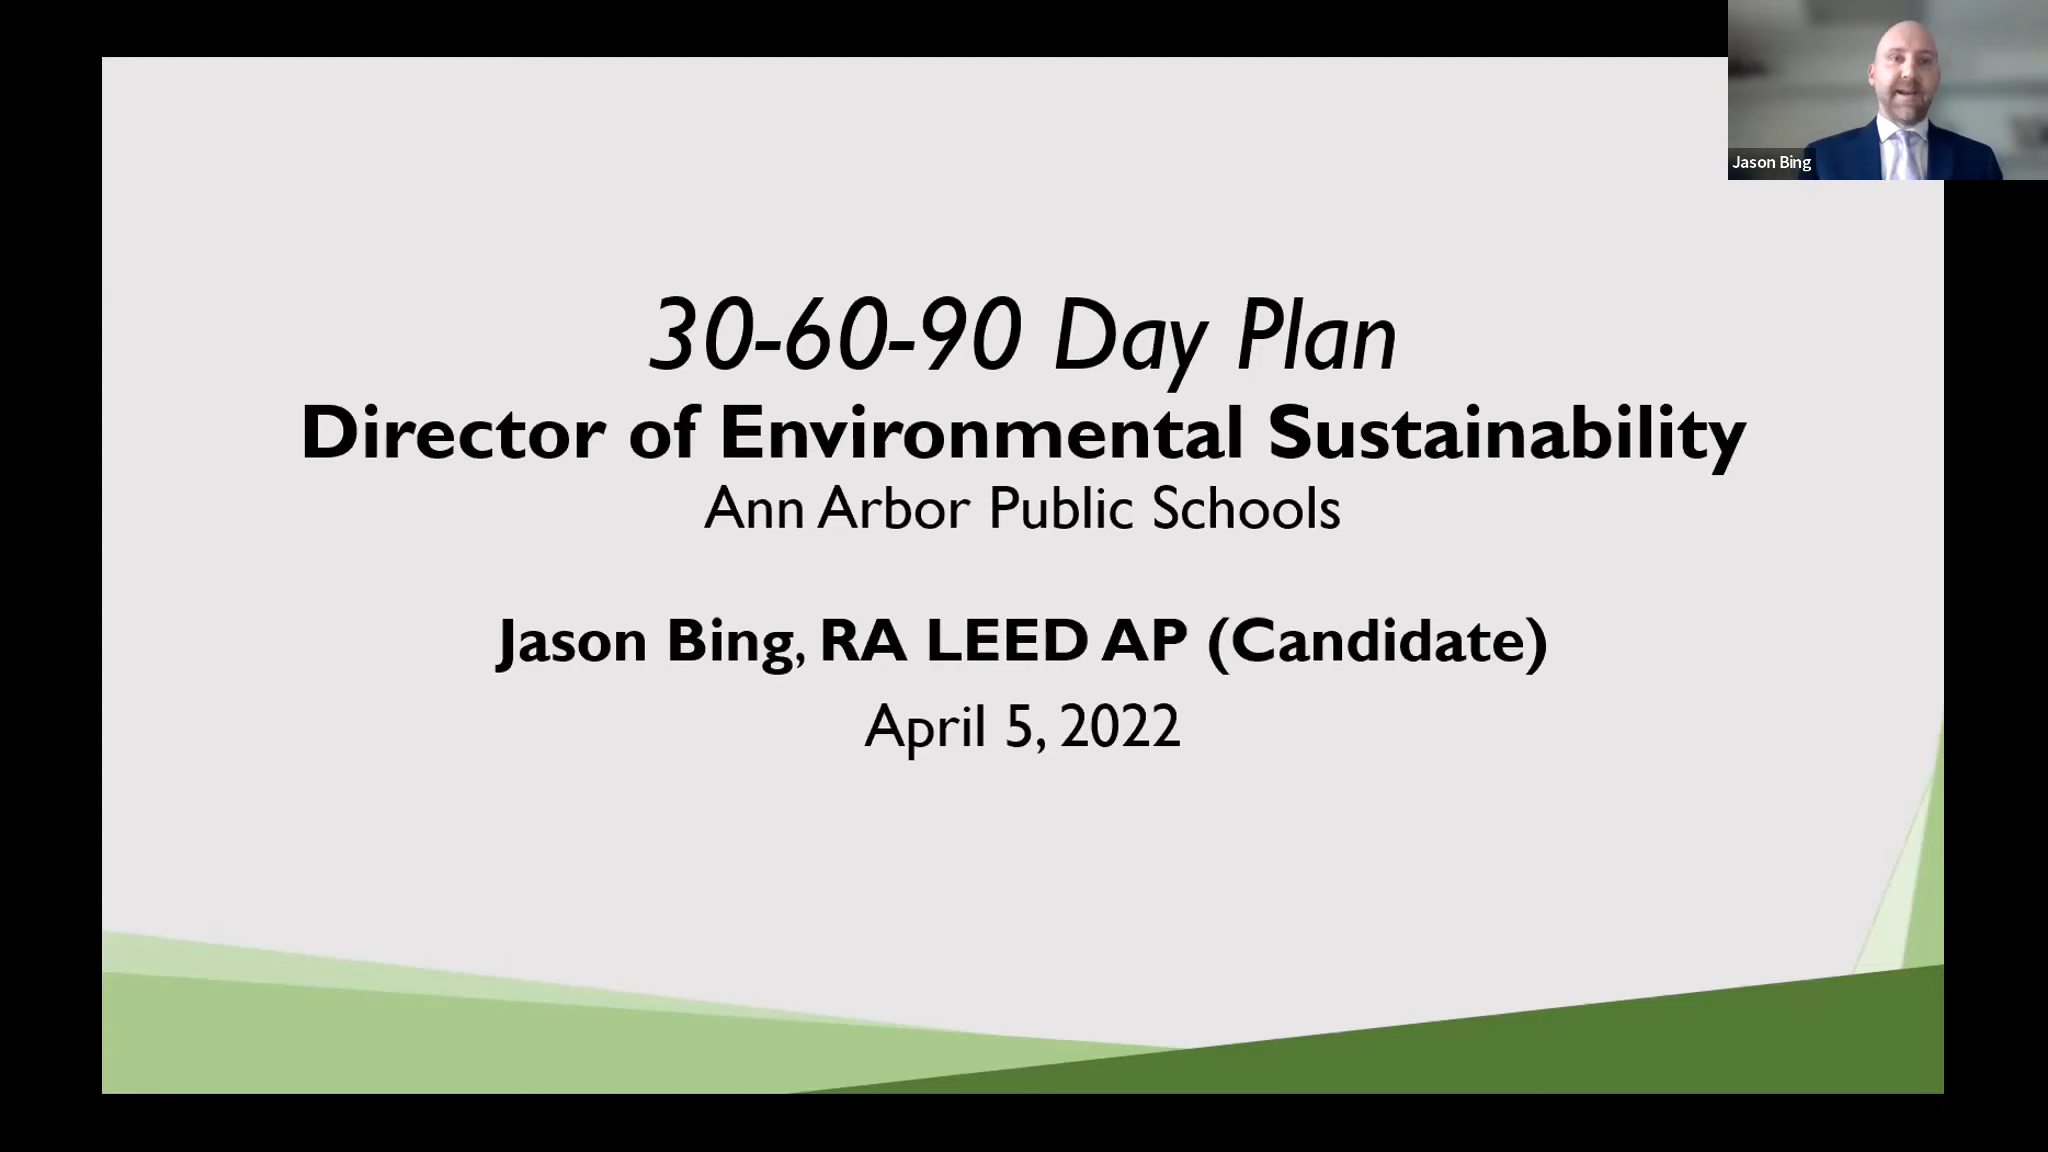 30-60-90 Day Plan
Director of Environmental Sustainability
Ann Arbor Public Schools
Jason Bing, RA LEED AP (Candidate)
April 5, 2022
Jason Bing